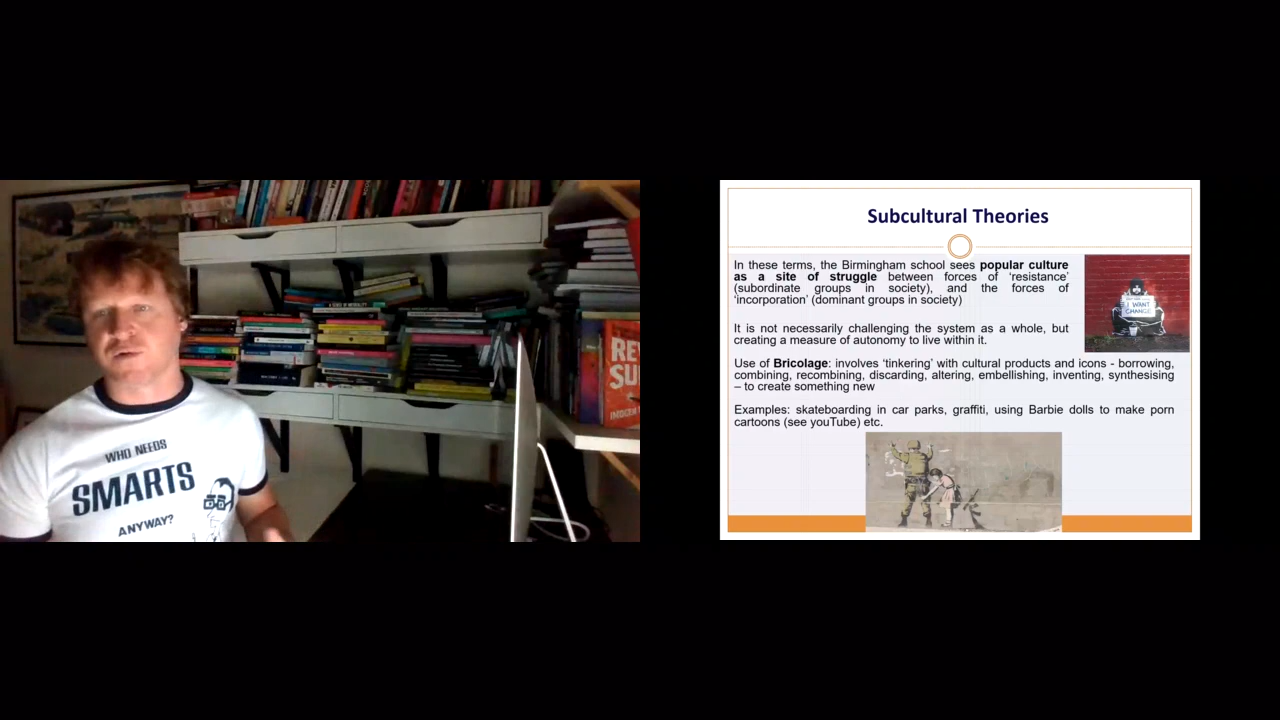 WHO NEEDS
SMARTS
ANYWAY?
Subcultural Theories
In these terms, the Birmingham school sees popular culture
as a site of struggle between forces of ‘resistance’
(subordinate groups in society), and the forces of
‘incorporation’ (dominant groups in society)
It is not necessarily challenging the system as a whole, but
creating a measure of autonomy to live within it.
Use of Bricolage: involves ‘tinkering’ with cultural products and icons - borrowing,
combining, recombining, discarding, altering, embellishing, inventing, synthesising
– to create something new
Examples: skateboarding in car parks, graffiti, using Barbie dolls to make porn
cartoons (see youTube) etc.
I WANT
CHANGE